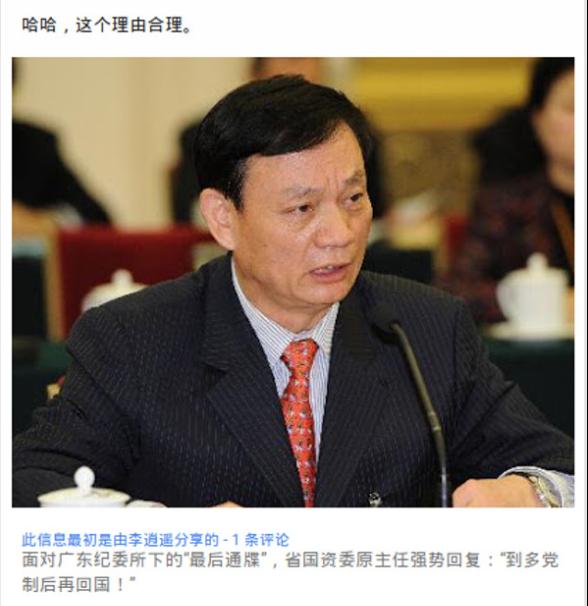 哈哈，这个理由合理。
此信息最初是由李逍遥分享的 - 1 条评论
面对广东纪委所下的“最后通牒”，省国资委原主任强势回复：“到多党
制后再回国！”